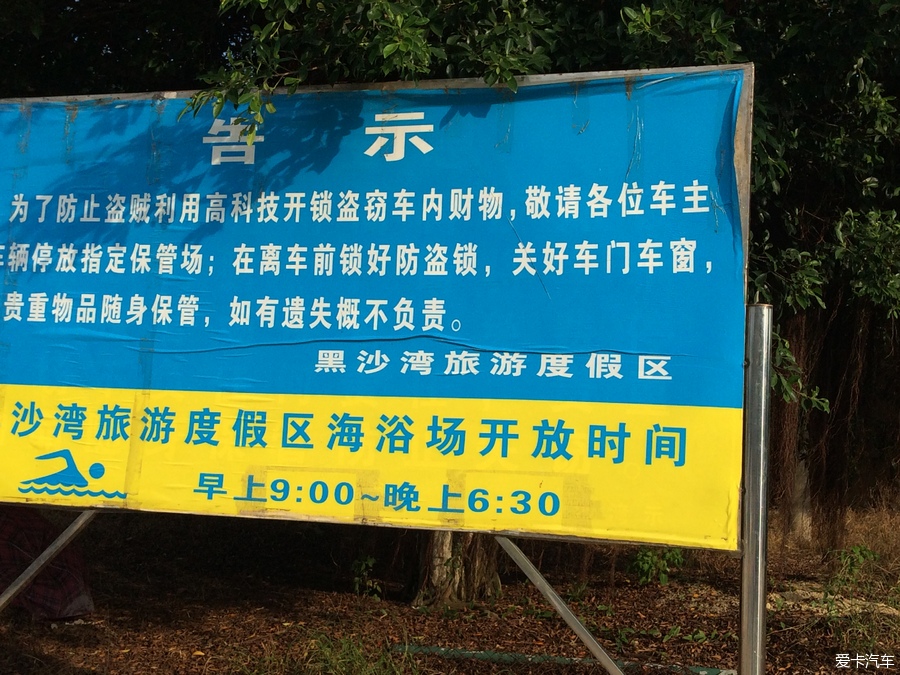 告 示
为了防止盗贼利用高科技开锁盗窃车内财物,敬请各位车主
车辆停放指定保管场;在离车前锁好防盗锁,关好车门车窗,
贵重物品随身保管,如有遗失概不负责。
黑沙湾旅游度假区
沙湾旅游度假区海浴场开放时间
早上9:00~晚上6:30
爱卡汽车